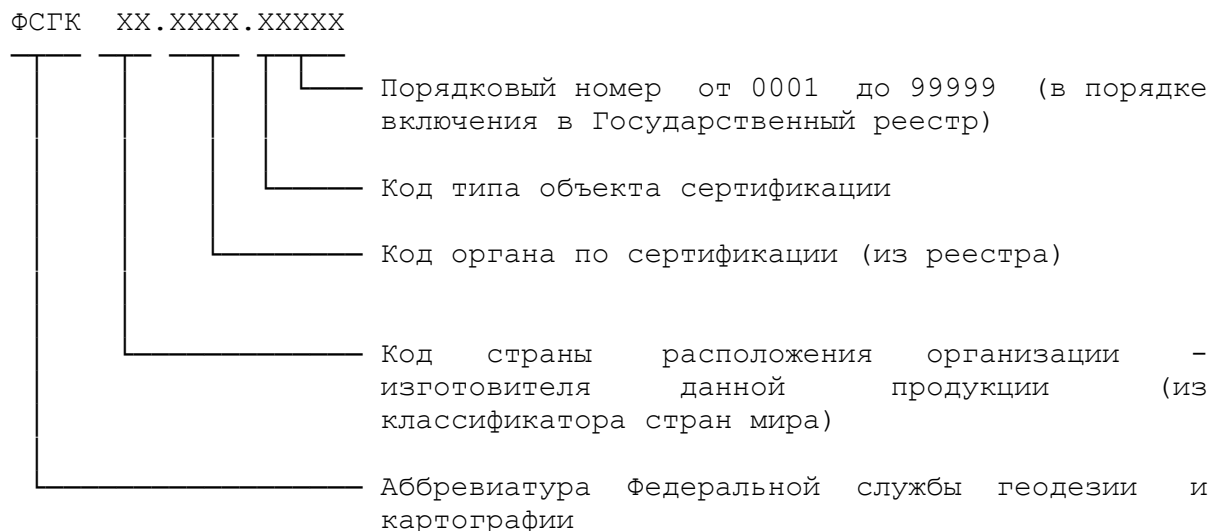 ФСГК XX.XXXX.XXXXX
Порядковый номер от 0001 до 99999 (в порядке
включения в Государственный реестр)
Код типа объекта сертификации
Код органа по сертификации (из реестра)
Код страны расположения организации -
изготовителя данной продукции (из
классификатора стран мира)
Аббревиатура Федеральной службы геодезии и
картографии